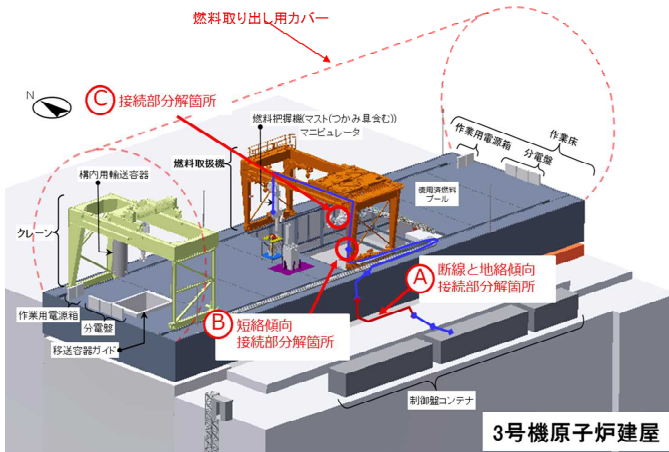 燃料取り出し用カバー
N
C 接続部分解箇所
燃料把握機(マスト(つかみ具含む))
マニピュレータ
燃料取扱機
構内用輸送容器
クレーン
作業用電源箱
分電盤
作業床
使用済燃料
プール
A 断線と地絡傾向
接続部分解箇所
B 短絡傾向
接続部分解箇所
作業用電源箱
分電盤
移送容器ガイド
制御盤コンテナ
3号機原子炉建屋